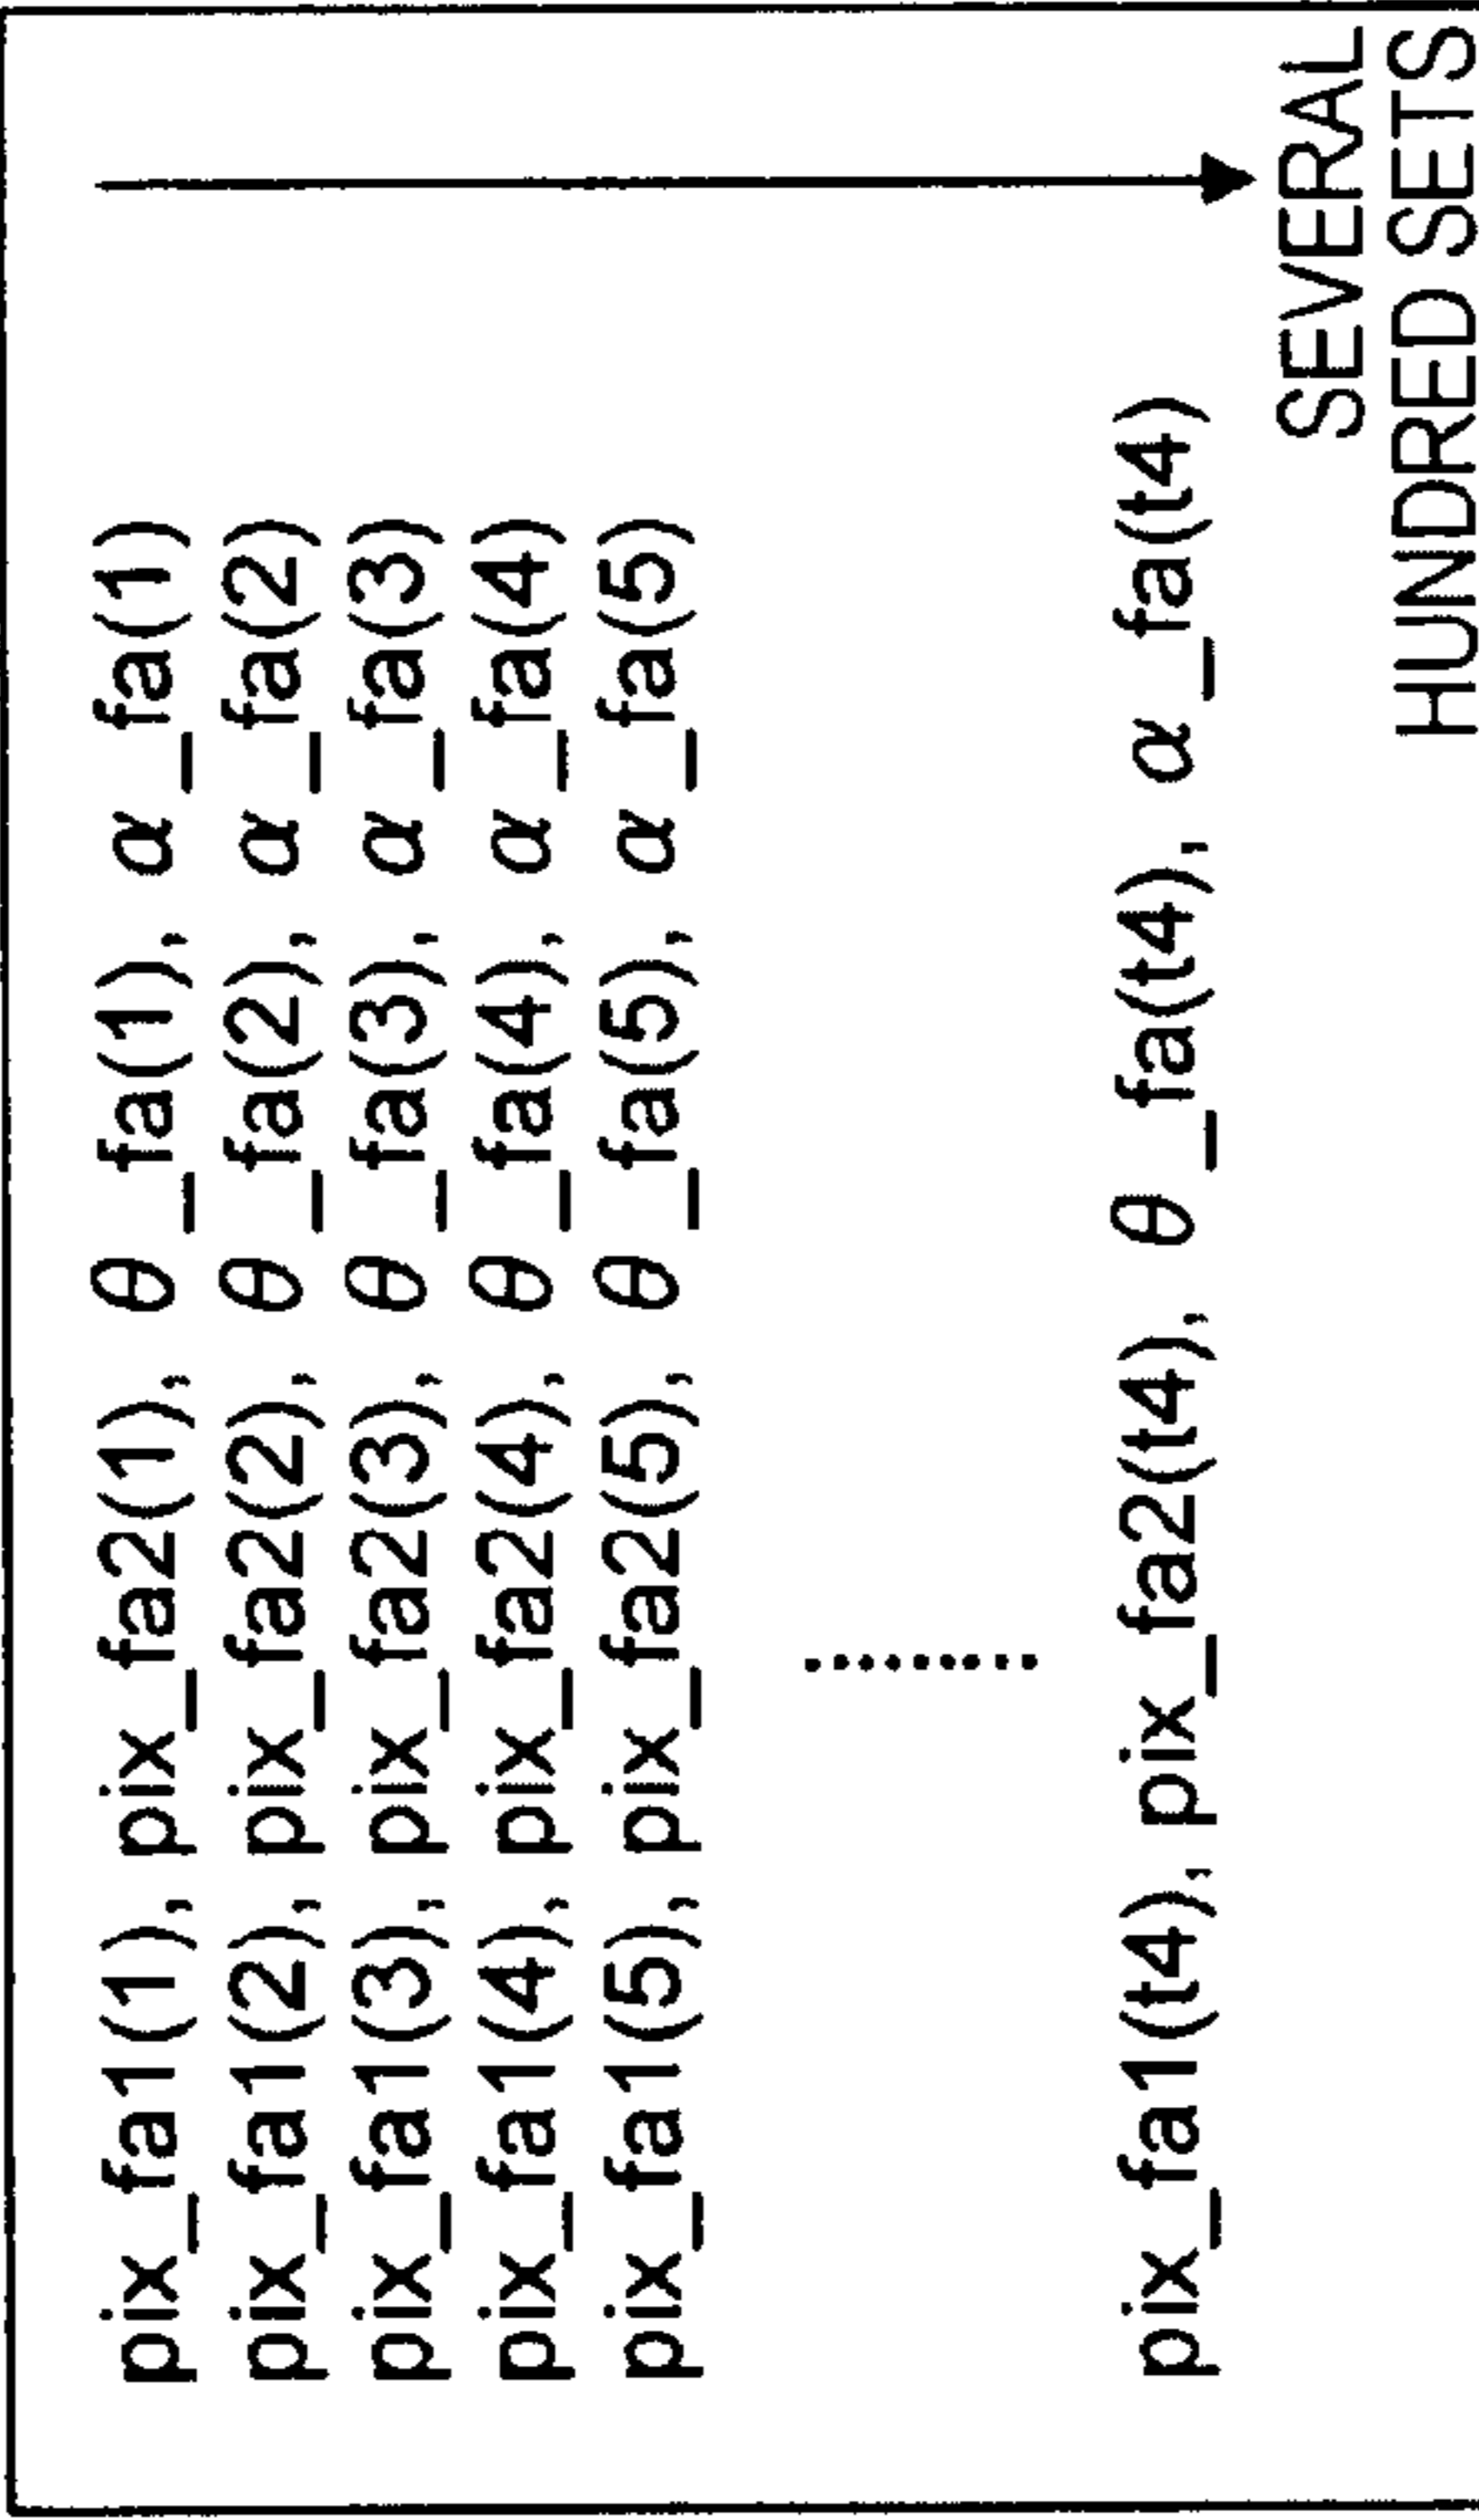 pix_fa1(1), pix_fa2(1), θ_fa(1), α_fa(1)
pix_fa1(2), pix_fa2(2), θ_fa(2), α_fa(2)
pix_fa1(3), pix_fa2(3), θ_fa(3), α_fa(3)
pix_fa1(4), pix_fa2(4), θ_fa(4), α_fa(4)
pix_fa1(5), pix_fa2(5), θ_fa(5), α_fa(5)
.........
pix_fa1(t4), pix_fa2(t4), θ_fa(t4), α_fa(t4)
SEVERAL
HUNDRED SETS